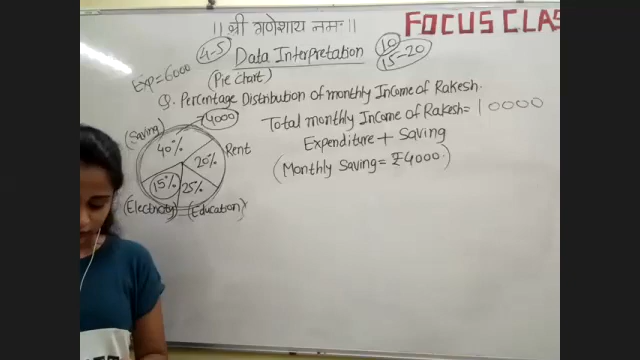 ||श्री गणेशाय नमः||
FOCUS CLAS
4-5
Data Interpretation
10
15-20
Exp=6000
(Pie chart)
Q. Percentage Distribution of monthly Income of Rakesh.
4000
Total monthly Income of Rakesh=10000
(Saving)
Expenditure + Saving
40%
20%
Rent
(Monthly Saving=₹4000.)
15%
25%
(Electricity)
(Education)